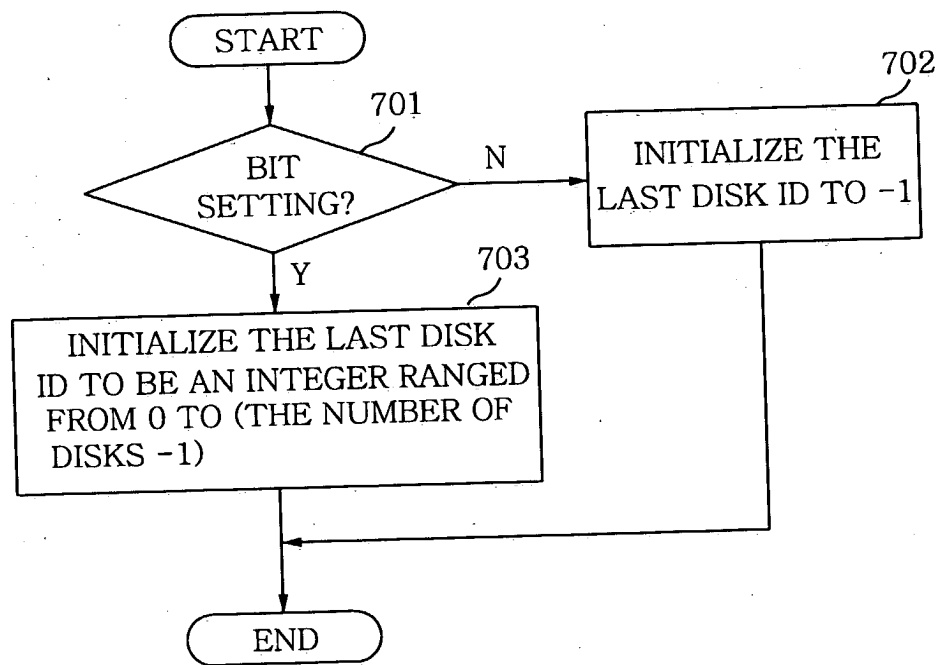 START
701
BIT
SETTING?
N
702
INITIALIZE THE
LAST DISK ID TO -1
Y
703
INITIALIZE THE LAST DISK
ID TO BE AN INTEGER RANGED
FROM 0 TO (THE NUMBER OF
DISKS -1)
END